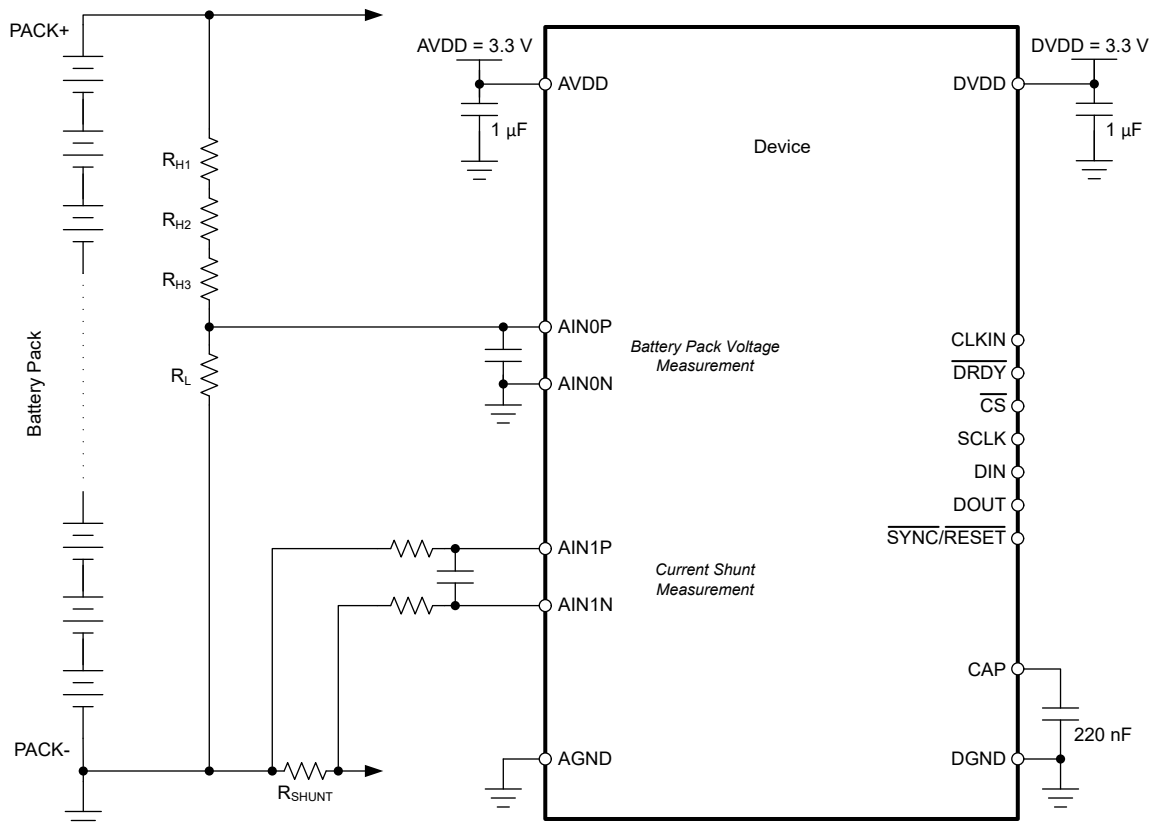 PACK+
AVDD = 3.3 V
DVDD = 3.3 V
AVDD
DVDD
1 µF
1 µF
Device
RH1
RH2
RH3
Battery Pack
RL
AIN0P
Battery Pack Voltage
Measurement
AIN0N
CLKIN
DRDY
CS
SCLK
DIN
DOUT
SYNC/RESET
AIN1P
Current Shunt
Measurement
AIN1N
CAP
220 nF
PACK-
AGND
DGND
RSHUNT